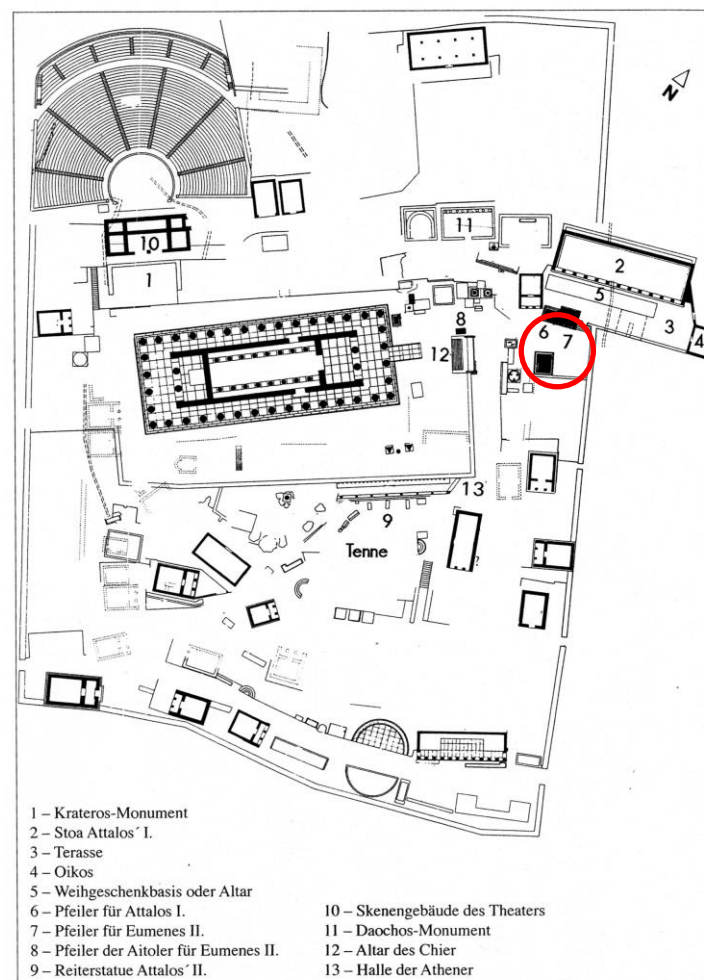 N
10
11
1
2
5
3
4
8
6
7
12
13
9
Tenne
1 – Krateros-Monument
2 – Stoa Attalos´ I.
3 – Terasse
4 – Oikos
5 – Weihgeschenkbasis oder Altar
6 – Pfeiler für Attalos I.
7 – Pfeiler für Eumenes II.
8 – Pfeiler der Aitoler für Eumenes II.
9 – Reiterstatue Attalos´ II.
10 – Skenengebäude des Theaters
11 – Daochos-Monument
12 – Altar des Chier
13 – Halle der Athener